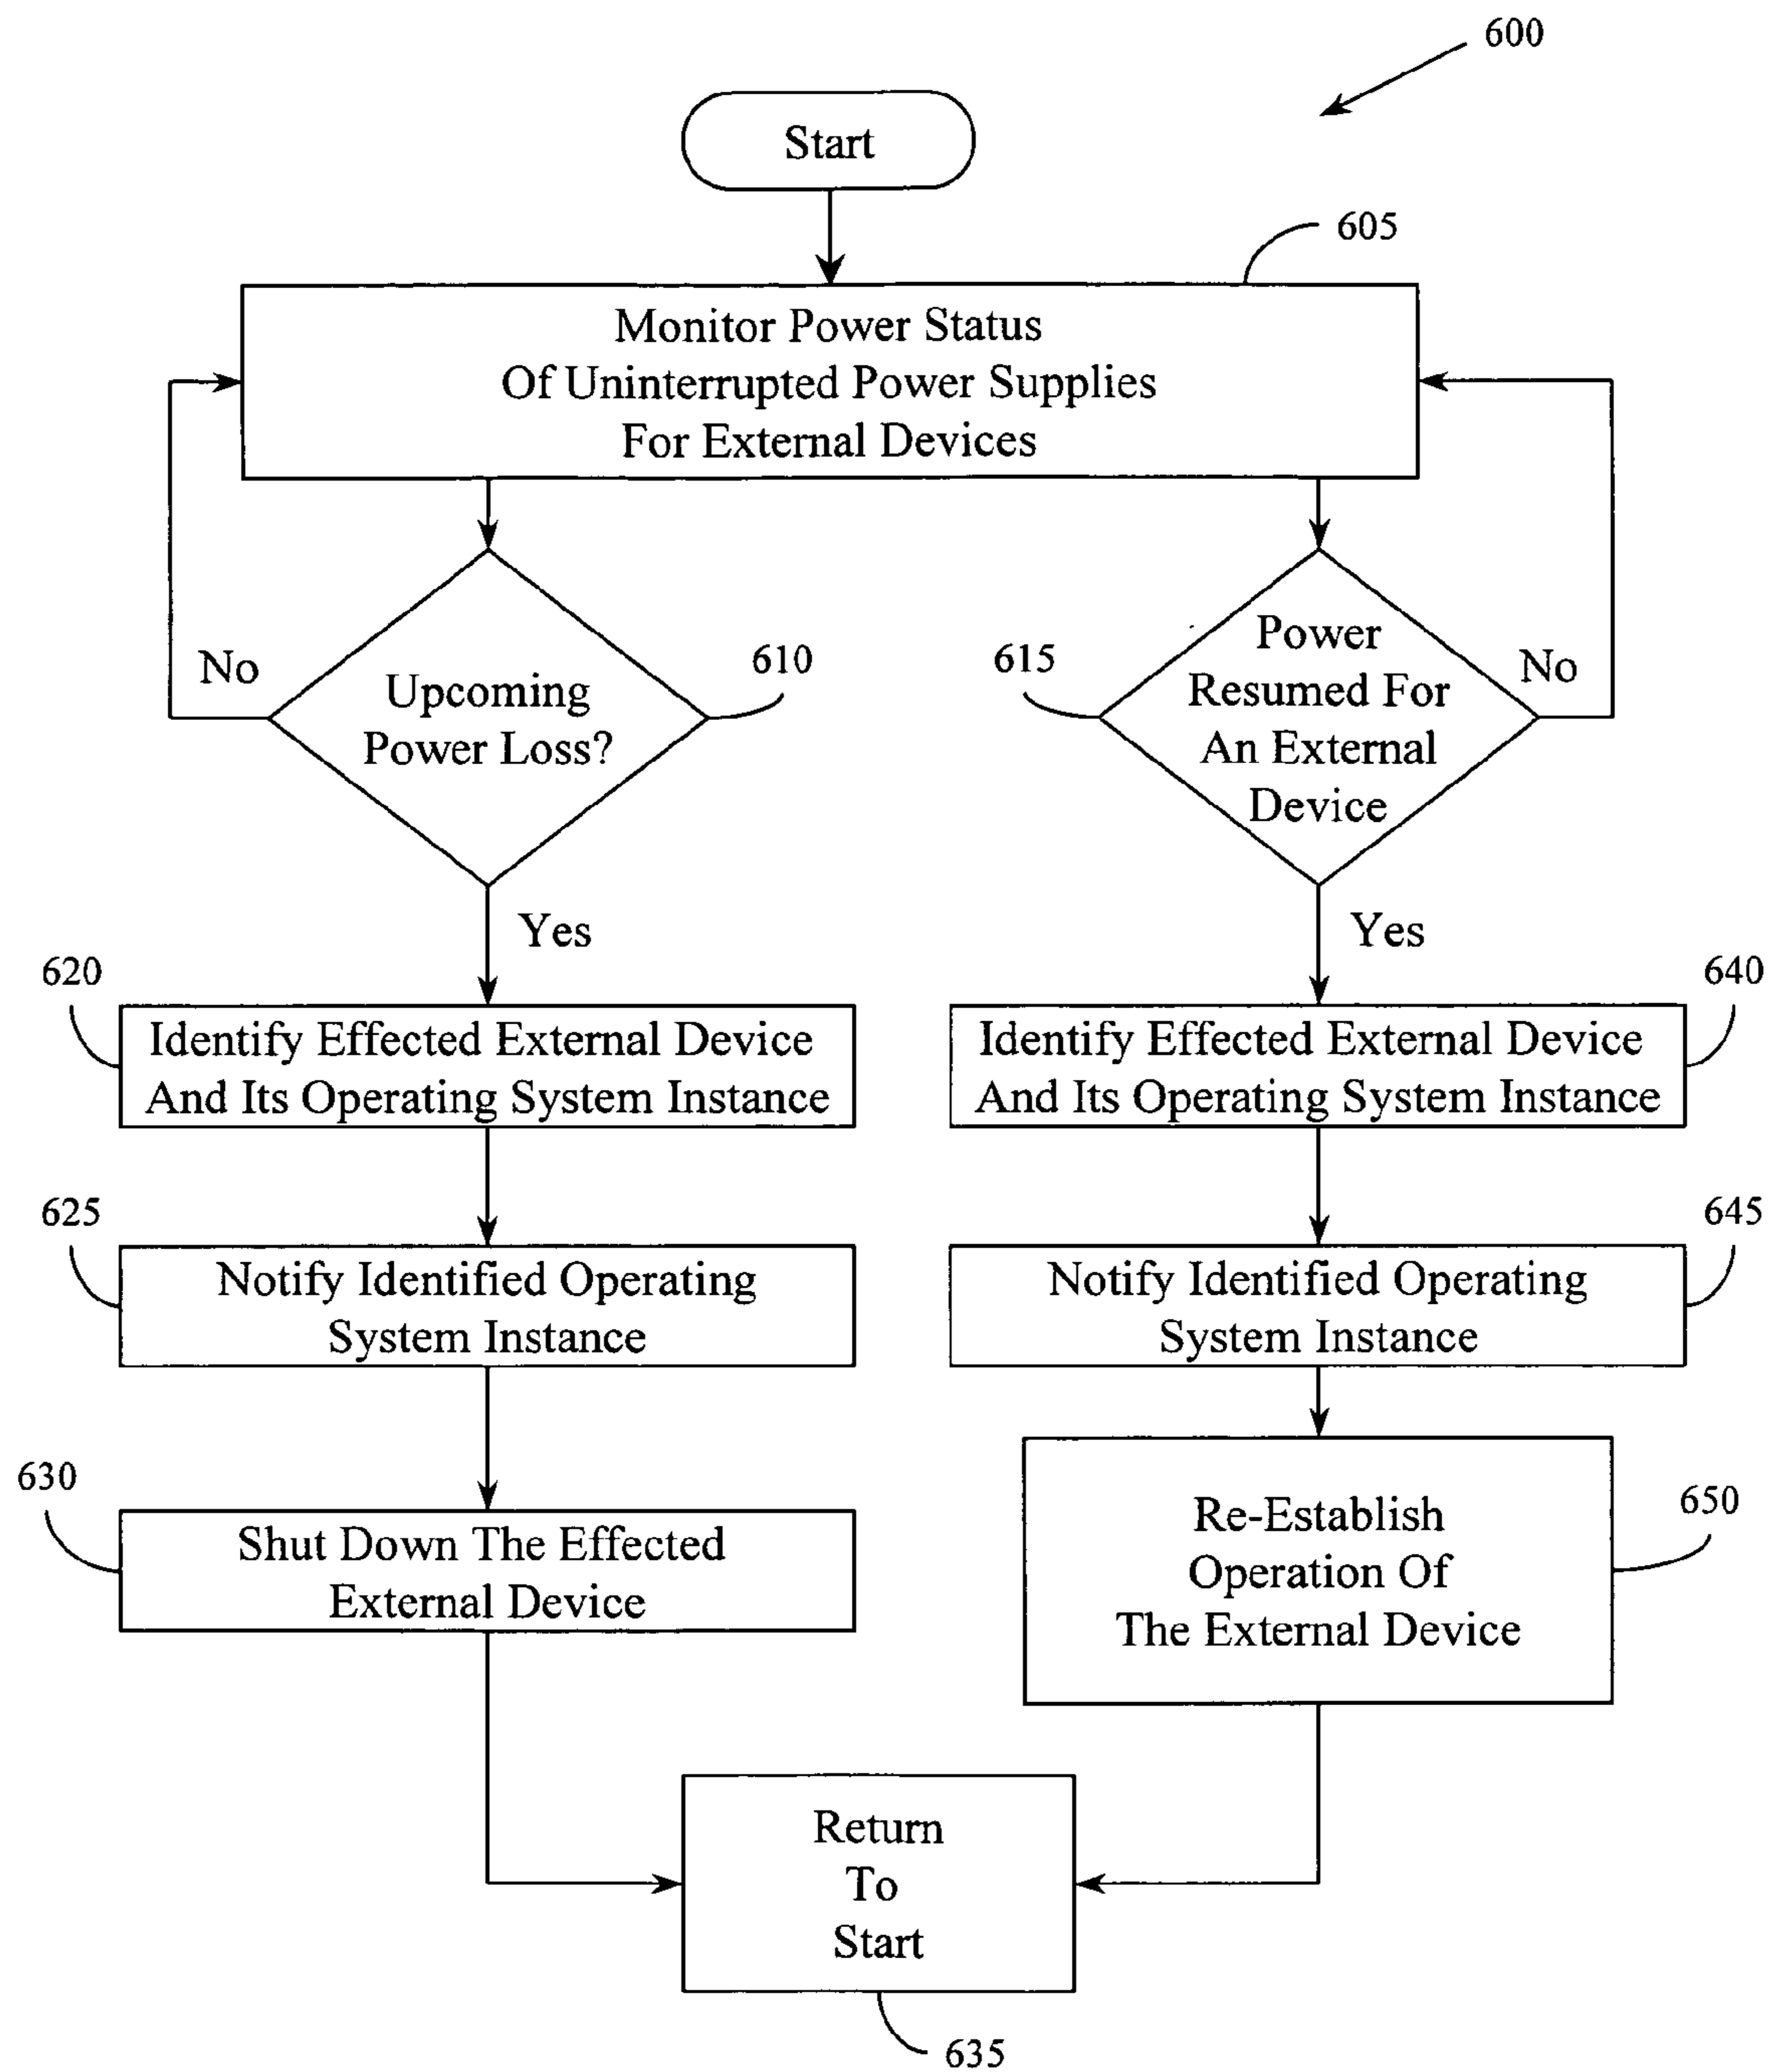 600
Start
605
Monitor Power Status
Of Uninterrupted Power Supplies
For External Devices
No
Upcoming
Power Loss?
610
615
Power
Resumed For
An External
Device
No
Yes
Yes
620
Identify Effected External Device
And Its Operating System Instance
640
Identify Effected External Device
And Its Operating System Instance
625
Notify Identified Operating
System Instance
645
Notify Identified Operating
System Instance
630
Shut Down The Effected
External Device
650
Re-Establish
Operation Of
The External Device
Return
To
Start
635